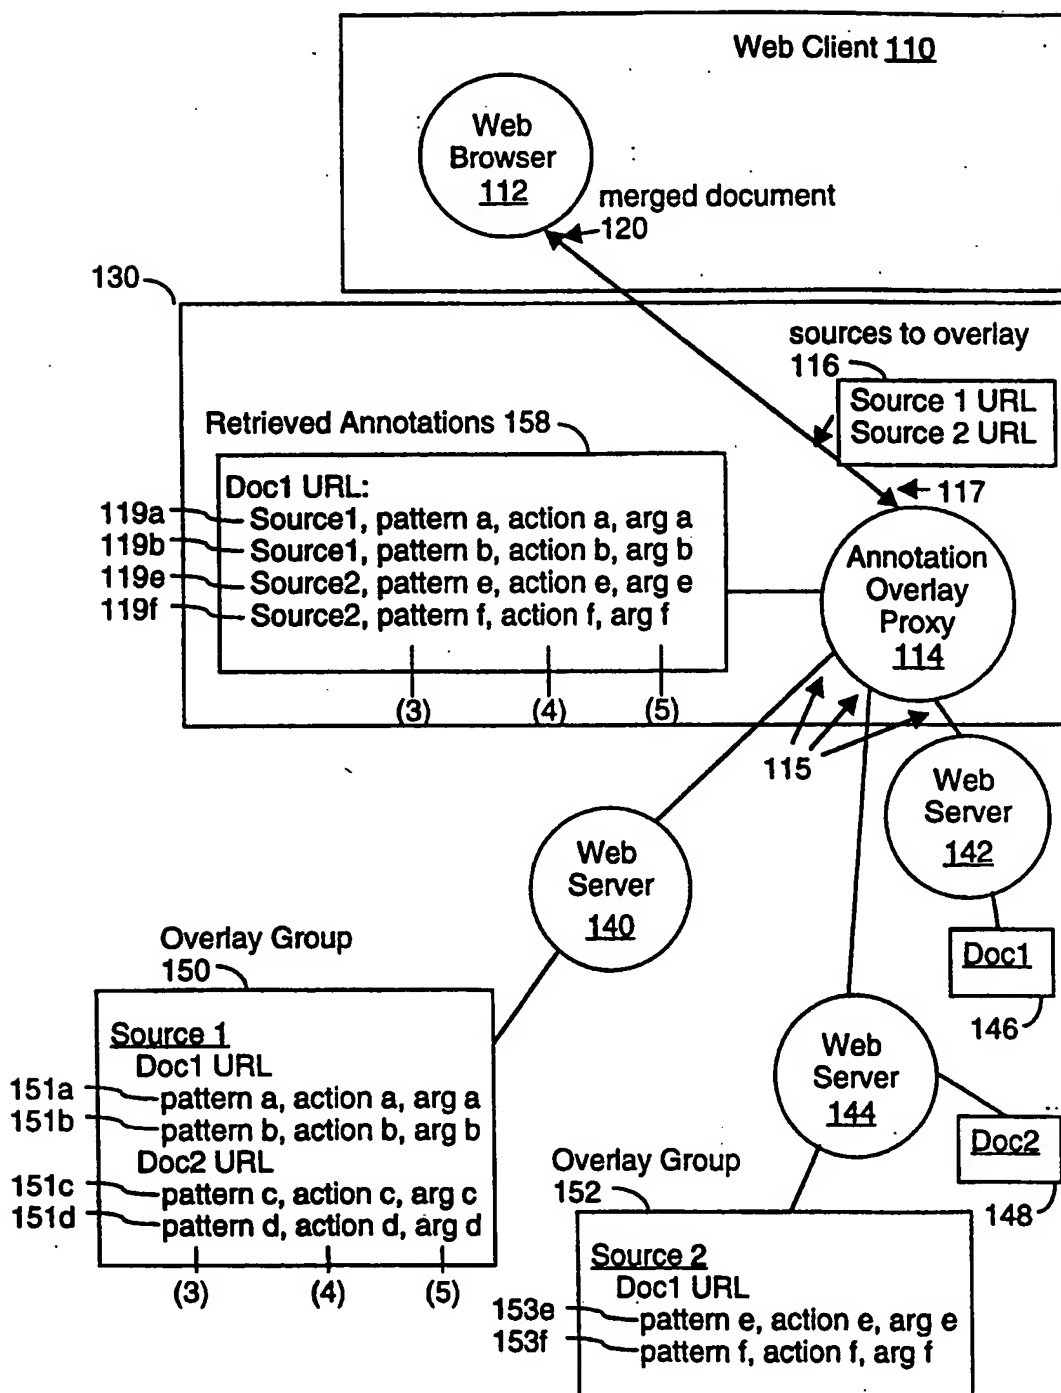 Web Client 110
Web
Browser
112
merged document
120
130
sources to overlay
116
Source 1 URL
Source 2 URL
Retrieved Annotations 158
117
Doc1 URL:
119a
Source1, pattern a, action a, arg a
119b
Source1, pattern b, action b, arg b
119e
Source2, pattern e, action e, arg e
119f
Source2, pattern f, action f, arg f
(3)
(4)
(5)
Annotation
Overlay
Proxy
114
115
Web
Server
142
Web
Server
140
Doc1
146
Overlay Group
150
Source 1
Doc1 URL
151a
pattern a, action a, arg a
151b
pattern b, action b, arg b
Doc2 URL
151c
pattern c, action c, arg c
151d
pattern d, action d, arg d
(3)
(4)
(5)
Web
Server
144
Doc2
148
Overlay Group
152
Source 2
Doc1 URL
153e
pattern e, action e, arg e
153f
pattern f, action f, arg f